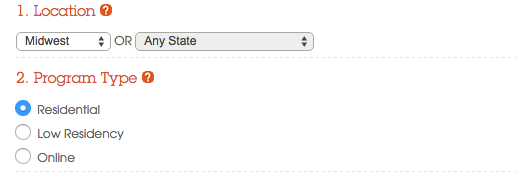 1. Location ?
Midwest OR Any State
2. Program Type ?
Residential
Low Residency
Online